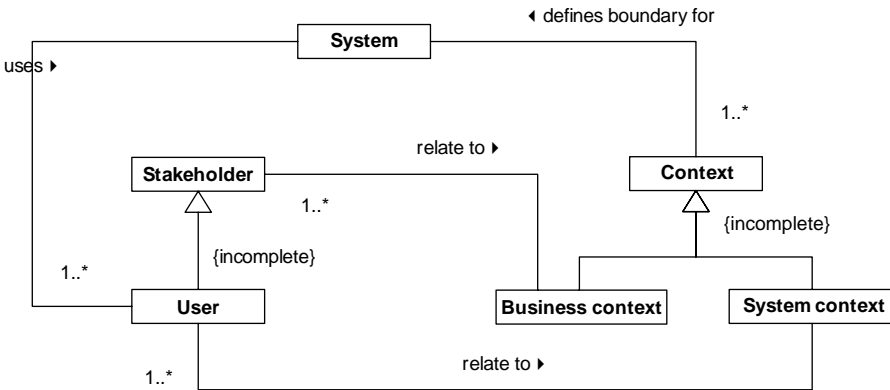 ◂ defines boundary for
System
uses ▸
1..*
relate to ▸
Stakeholder
Context
1..*
{incomplete}
{incomplete}
1..*
User
Business context
System context
relate to ▸
1..*